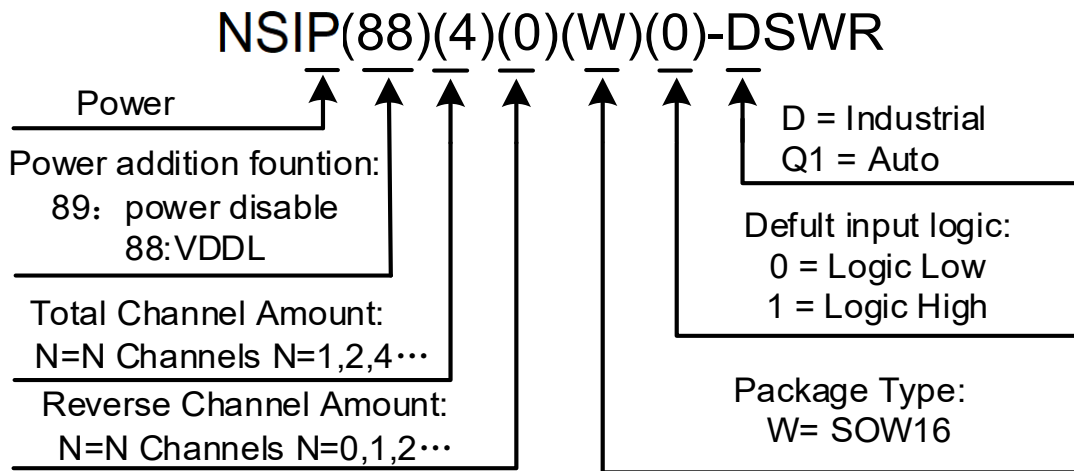 NSIP(88)(4)(0)(W)(0)-DSWR
Power
Power addition fountion:
89：power disable
88:VDDL
Total Channel Amount:
N=N Channels N=1,2,4⋯
Reverse Channel Amount:
N=N Channels N=0,1,2⋯
D = Industrial
Q1 = Auto
Defult input logic:
0 = Logic Low
1 = Logic High
Package Type:
W= SOW16